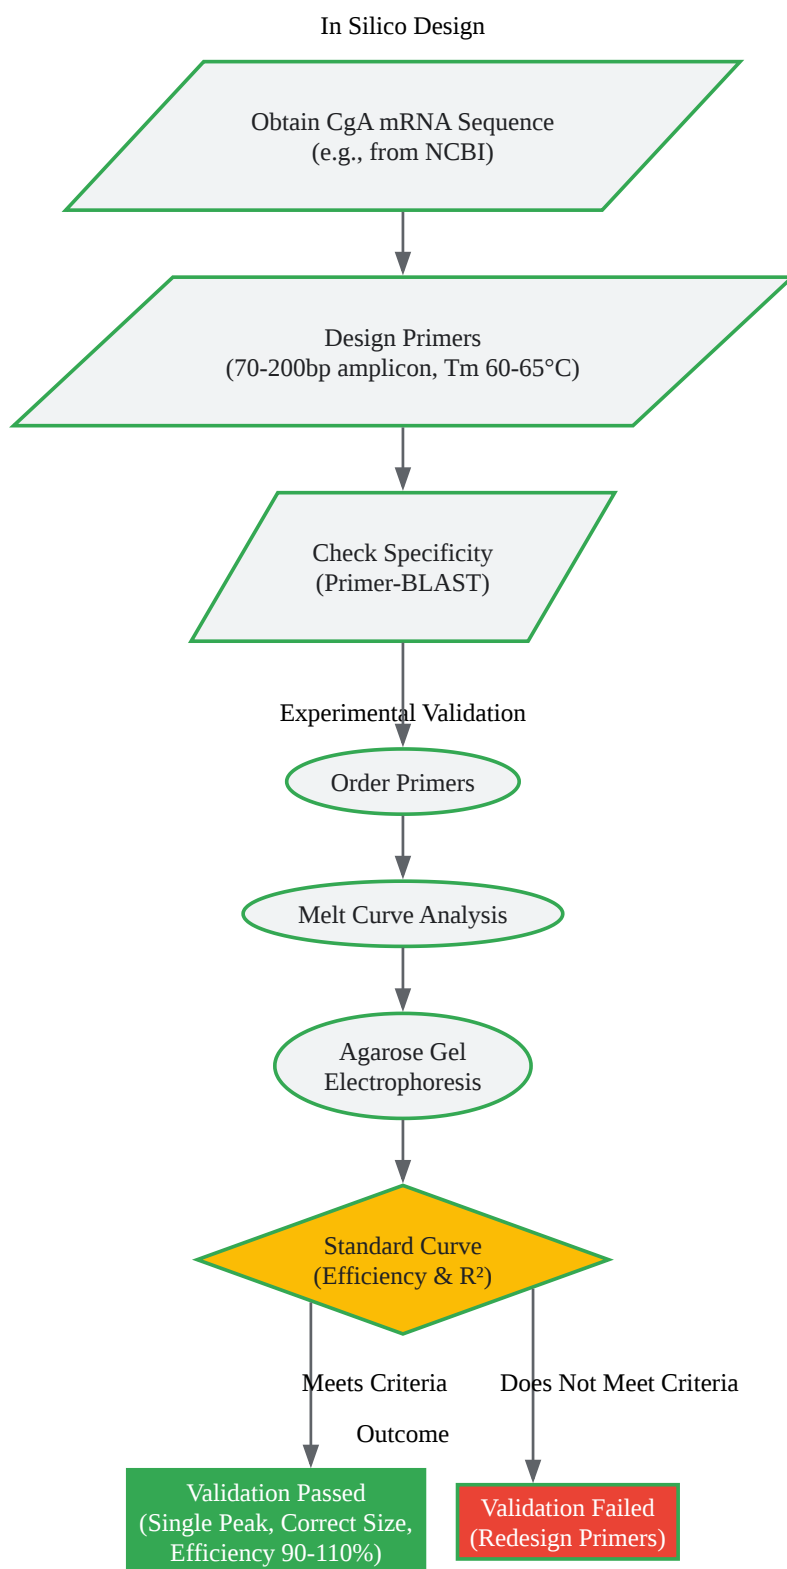 In Silico Design
Obtain CgA mRNA Sequence
(e.g., from NCBI)
Design Primers
(70-200bp amplicon, Tm 60-65°C)
Check Specificity
(Primer-BLAST)
Experimental Validation
Order Primers
Melt Curve Analysis
Agarose Gel
Electrophoresis
Standard Curve
(Efficiency & R²)
Meets Criteria
Does Not Meet Criteria
Outcome
Validation Passed
(Single Peak, Correct Size,
Efficiency 90-110%)
Validation Failed
(Redesign Primers)